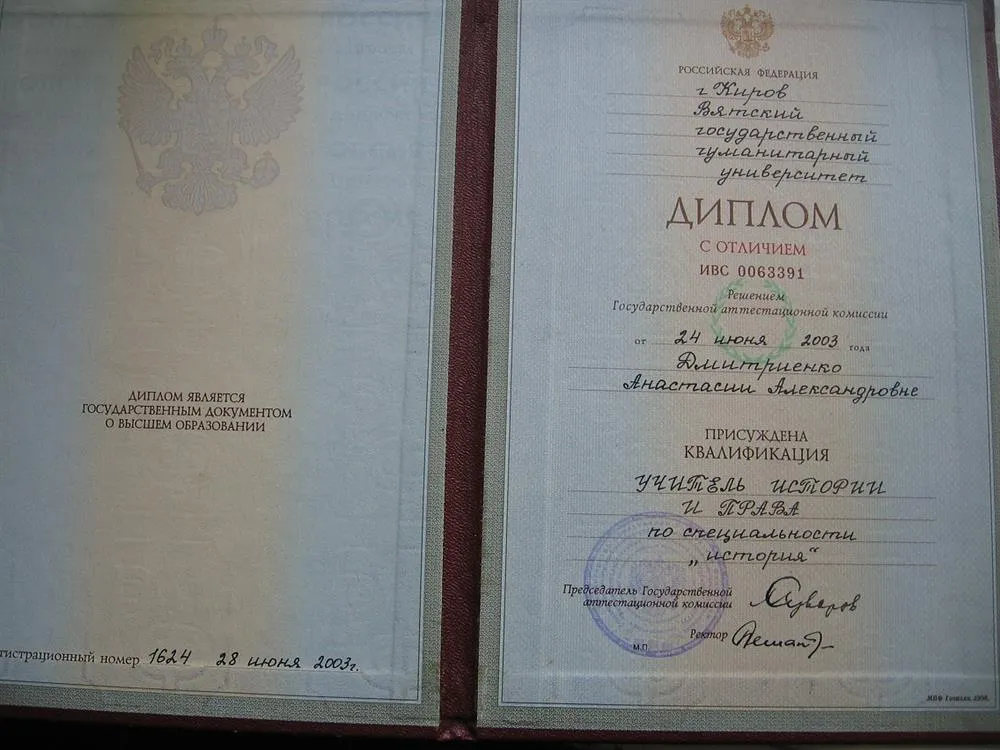 ДИПЛОМ ЯВЛЯЕТСЯ
ГОСУДАРСТВЕННЫМ ДОКУМЕНТОМ
О ВЫСШЕМ ОБРАЗОВАНИИ
гистрационный номер 1624 28 июня 2003г.
РОССИЙСКАЯ ФЕДЕРАЦИЯ
г Киров
Вятский
государственный
гуманитарный
университет
ДИПЛОМ
С ОТЛИЧИЕМ
ИВС 0063391
Решением
Государственной аттестационной комиссии
от 24 июня 2003 года
Дмитриенко
Анастасии Александровне
ПРИСУЖДЕНА
КВАЛИФИКАЦИЯ
УЧИТЕЛЬ ИСТОРИИ
И ПРАВА
по специальности
„история“
Председатель Государственной
аттестационной комиссии
Ректор
М.П.